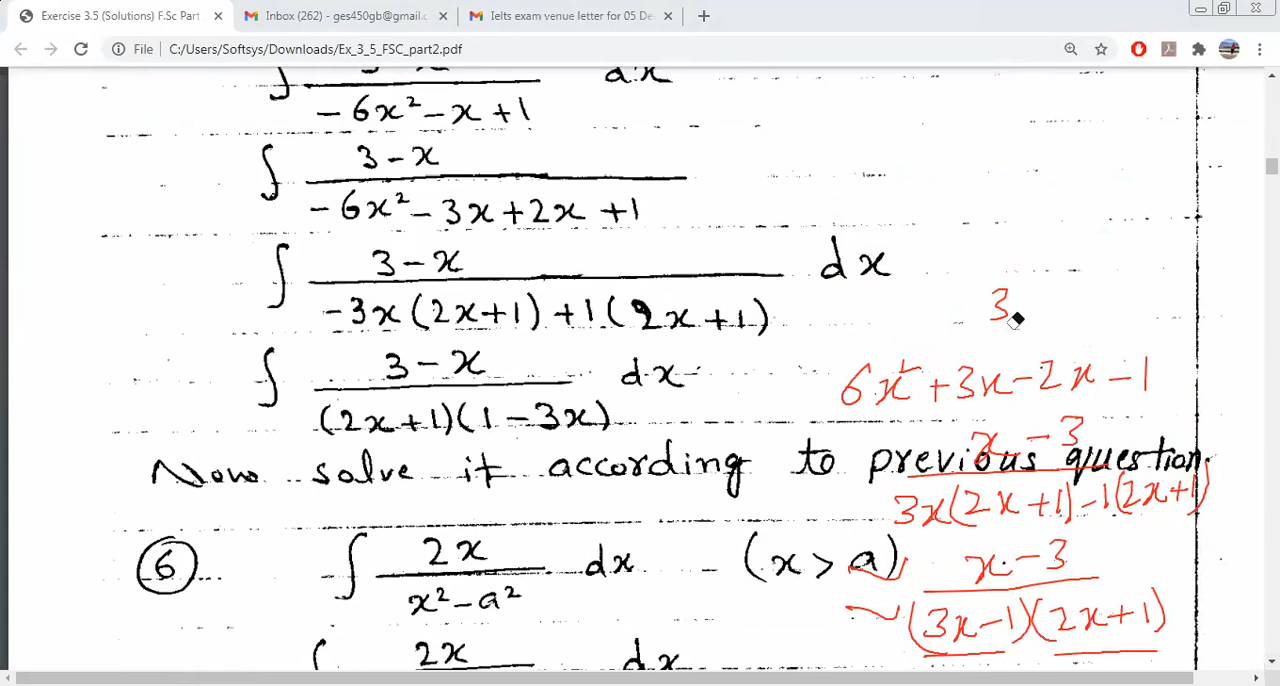 Exercise 3.5 (Solutions) F.Sc Part
Inbox (262) - ges450gb@gmail.c
Ielts exam venue letter for 05 De
File C:/Users/Softsys/Downloads/Ex_3_5_FSC_part2.pdf
∫ 3-x / -6x²-x+1 dx
∫ 3-x / -6x²-3x+2x+1
∫ 3-x / -3x(2x+1)+1(2x+1) dx
3
∫ 3-x / (2x+1)(1-3x) dx
6x²+3x-2x-1
x-3 / 3x(2x+1)-1(2x+1)
Now solve it according to previous question.
⑥ ∫ 2x / x²-a² dx (x>a)
x-3 / (3x-1)(2x+1)
∫ 2x dx